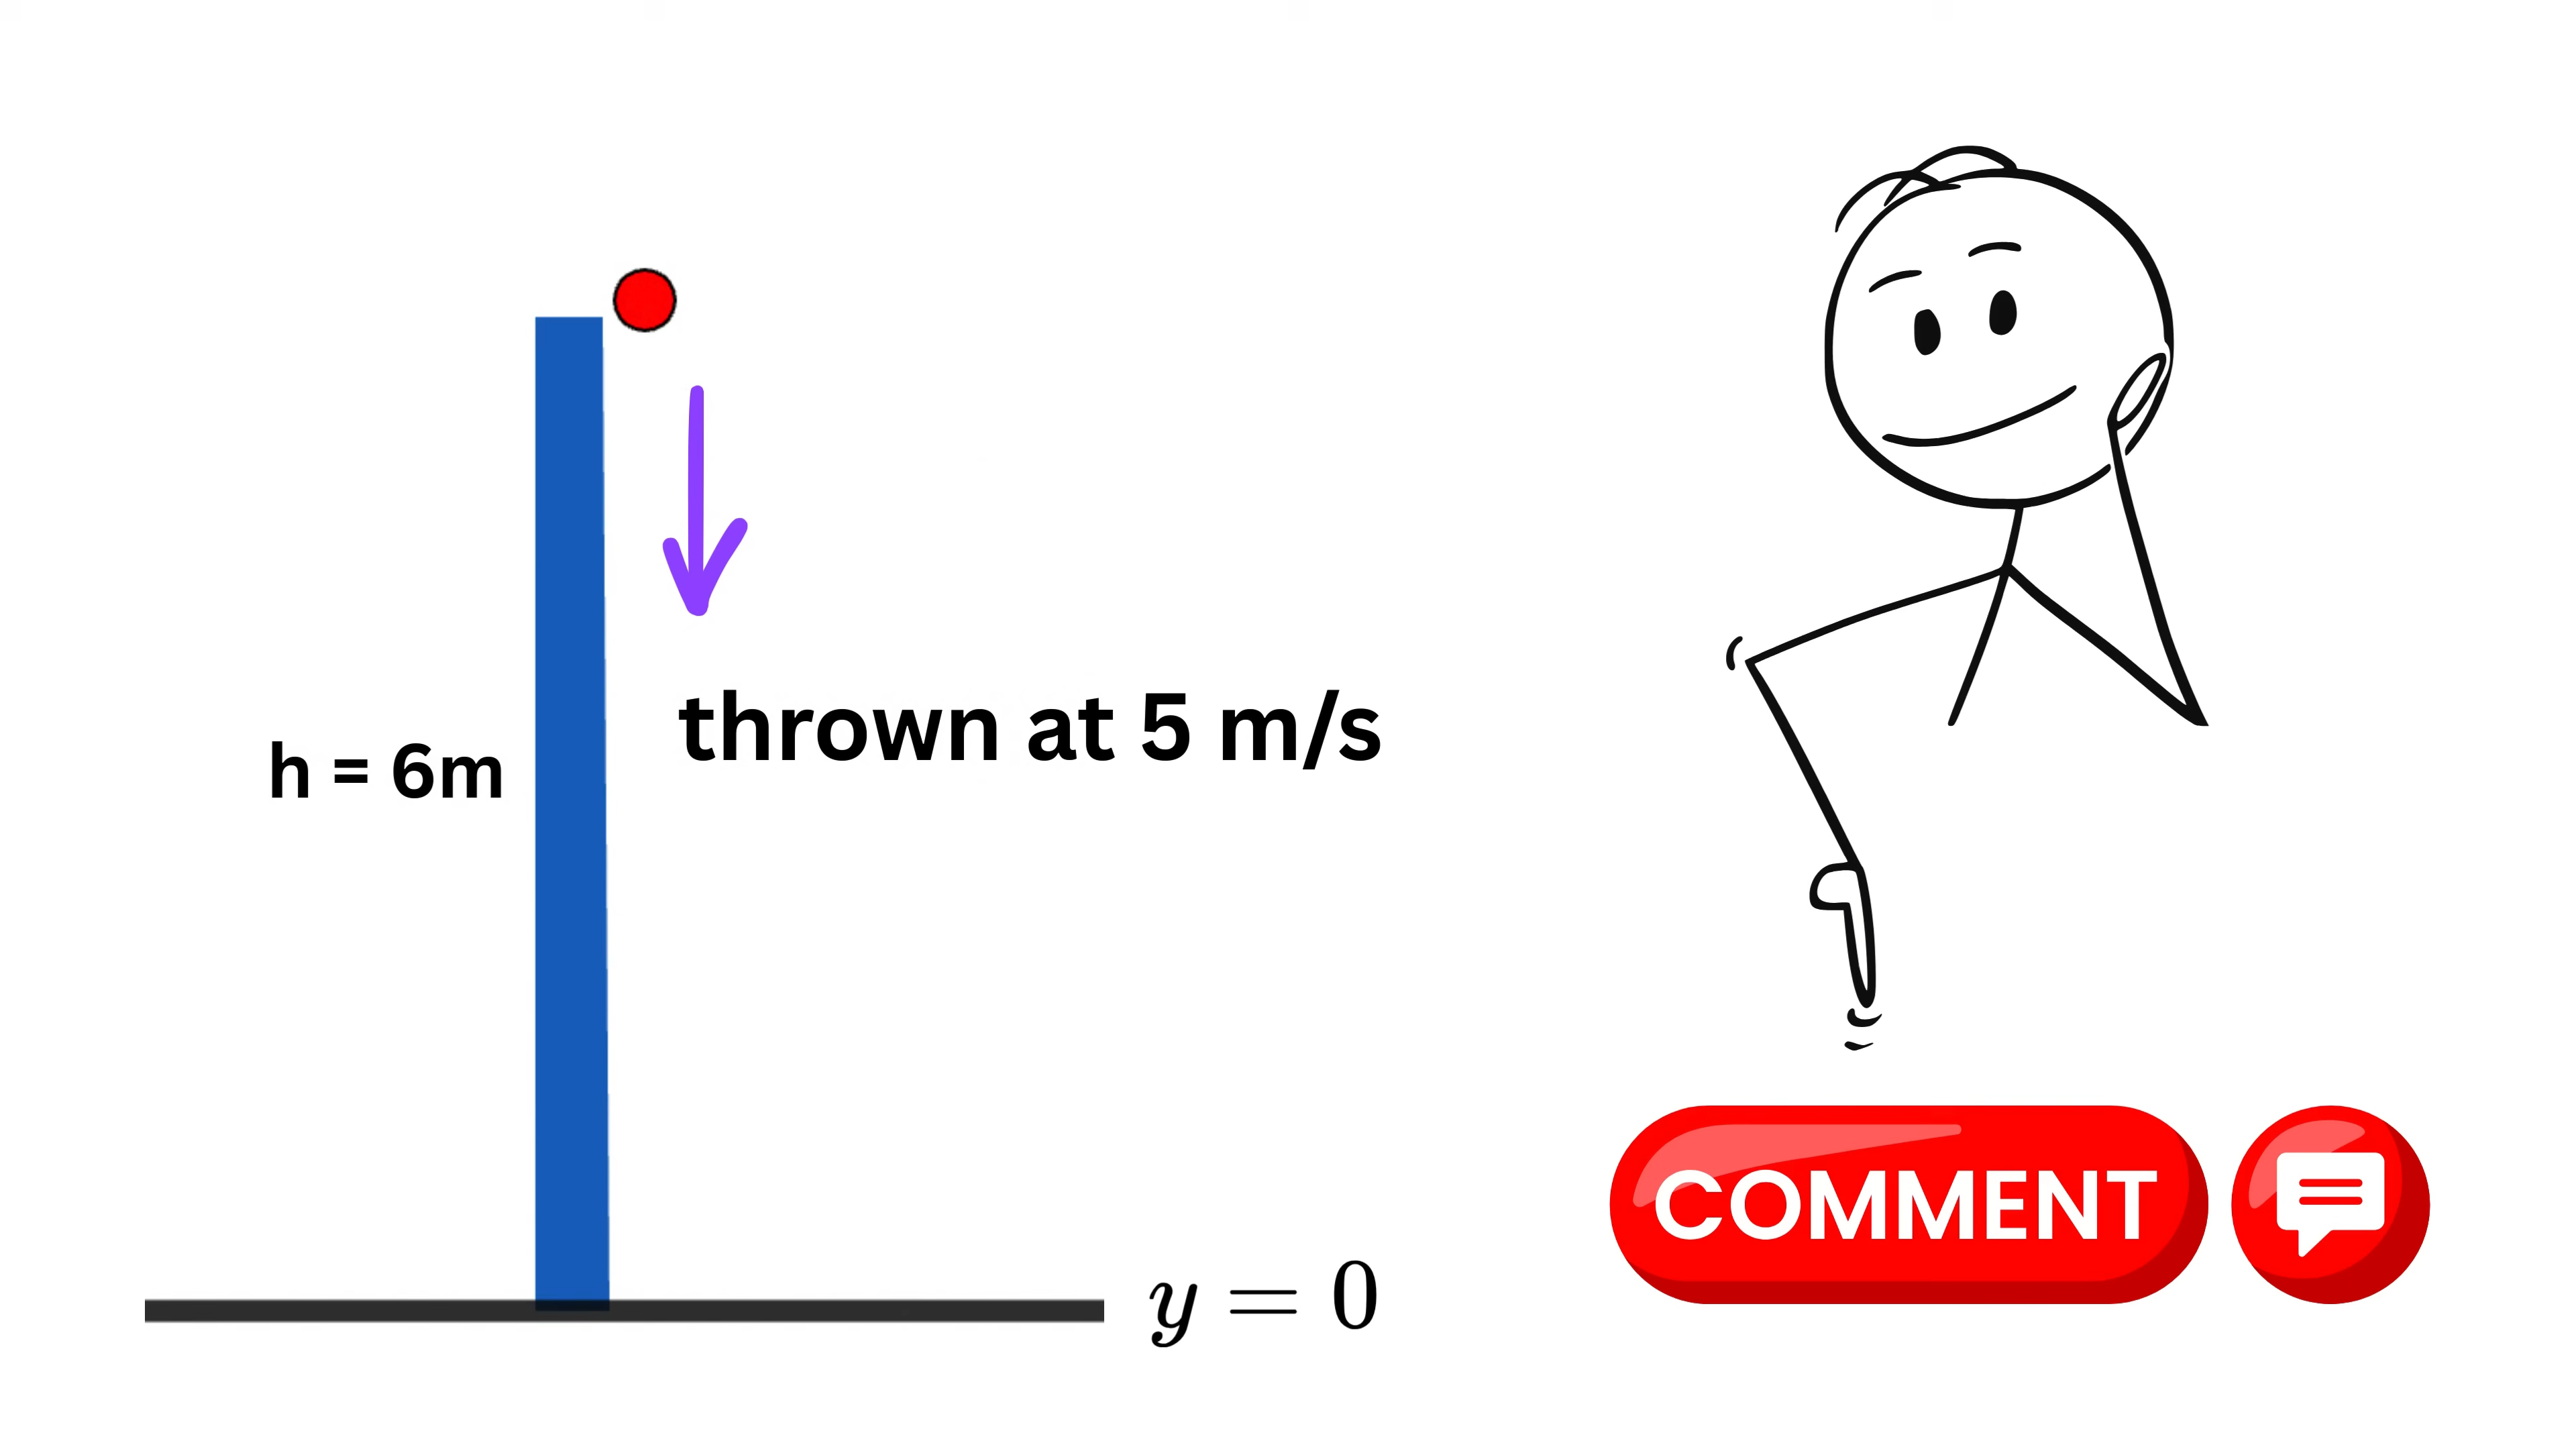 thrown at 5 m/s
h = 6m
y = 0
COMMENT